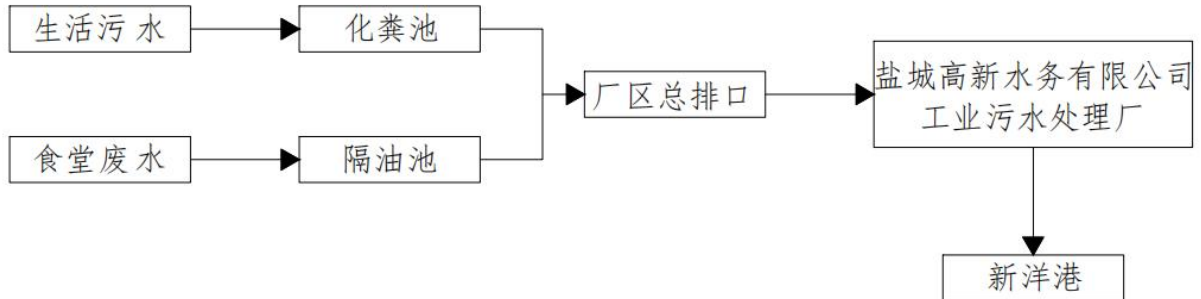 生活污水
化粪池
盐城高新水务有限公司
工业污水处理厂
厂区总排口
食堂废水
隔油池
新洋港